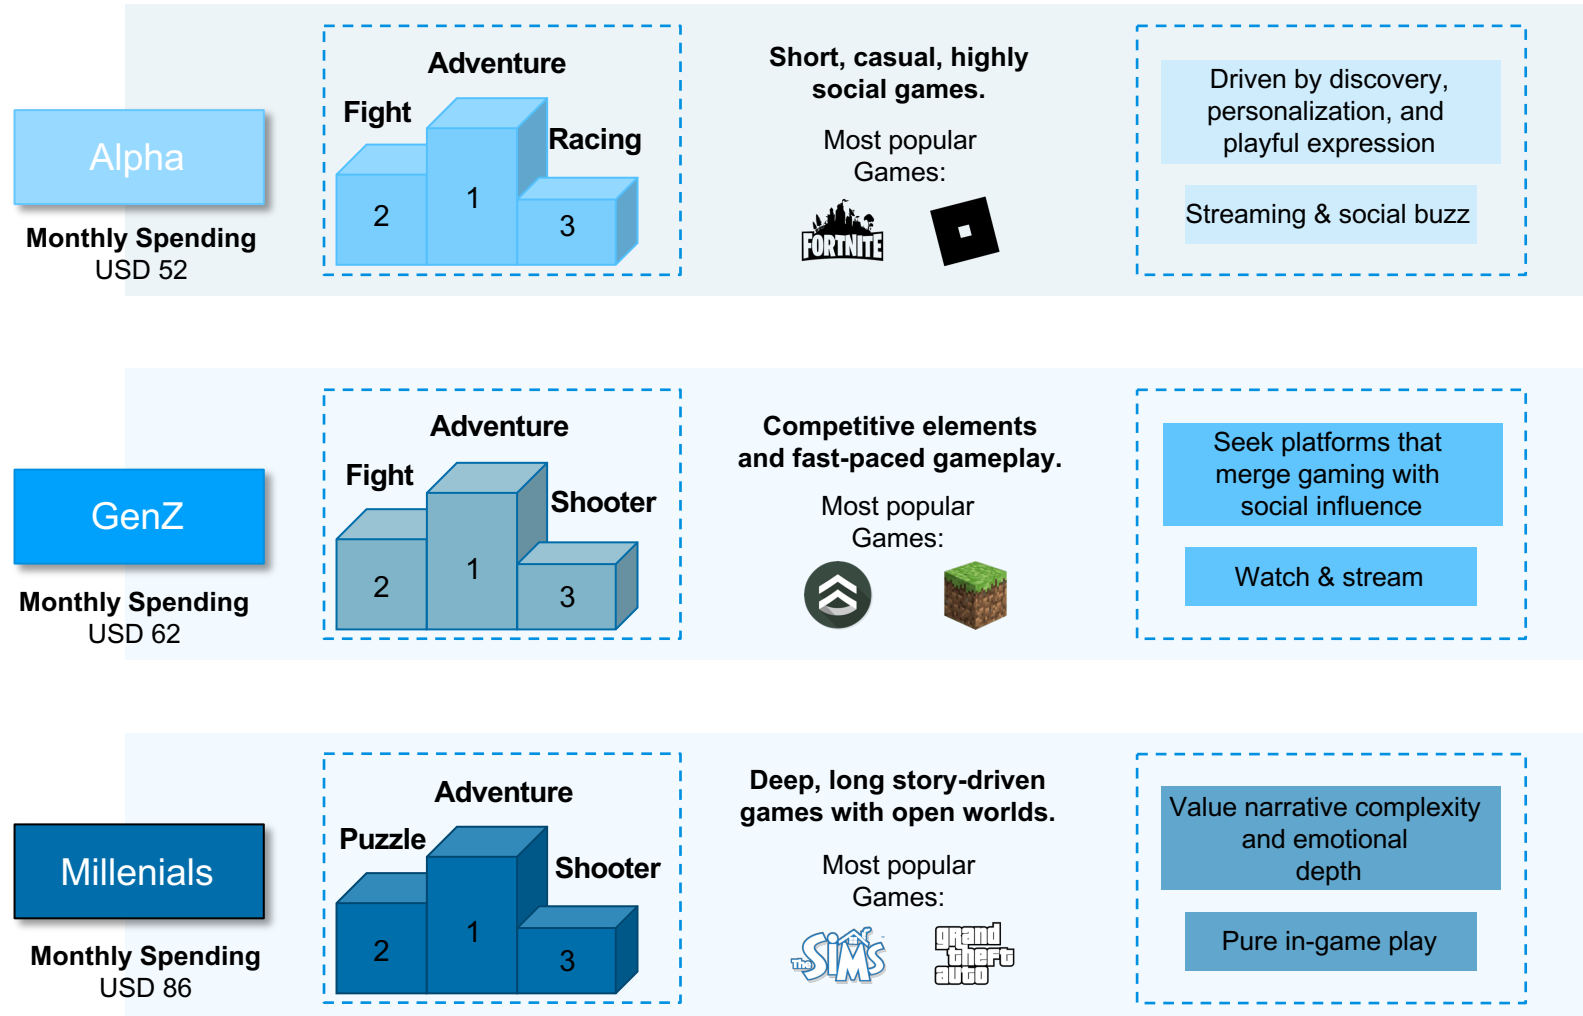 Alpha
Monthly Spending
USD 52
Adventure
Fight
Racing
2
1
3
Short, casual, highly
social games.
Most popular
Games:
FORTNITE
Driven by discovery,
personalization, and
playful expression
Streaming & social buzz
GenZ
Monthly Spending
USD 62
Adventure
Fight
Shooter
2
1
3
Competitive elements
and fast-paced gameplay.
Most popular
Games:
Seek platforms that
merge gaming with
social influence
Watch & stream
Millenials
Monthly Spending
USD 86
Adventure
Puzzle
Shooter
2
1
3
Deep, long story-driven
games with open worlds.
Most popular
Games:
The SIMS
grand
theft
auto
Value narrative complexity
and emotional
depth
Pure in-game play